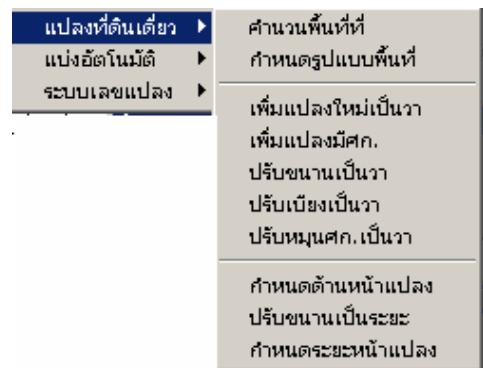 แปลงที่ดินเดี่ยว
แบ่งอัตโนมัติ
ระบบเลขแปลง
คำนวนพื้นที่ที่
กำหนดรูปแบบพื้นที่
เพิ่มแปลงใหม่เป็นวา
เพิ่มแปลงมีศก.
ปรับขนานเป็นวา
ปรับเบียงเป็นวา
ปรับหมุนศก.เป็นวา
กำหนดด้านหน้าแปลง
ปรับขนานเป็นระยะ
กำหนดระยะหน้าแปลง